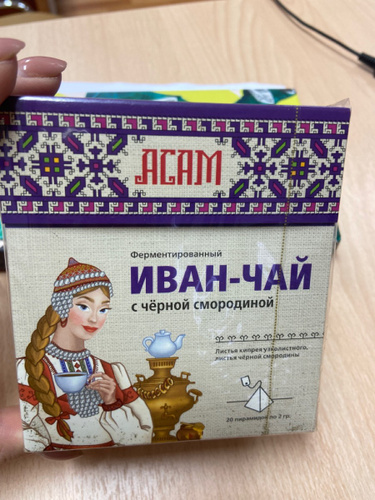 АСАМ
Ферментированный
ИВАН-ЧАЙ
с чёрной смородиной
Листья кипрея узколистного,
листья чёрной смородины
20 пирамидок по 2 гр.